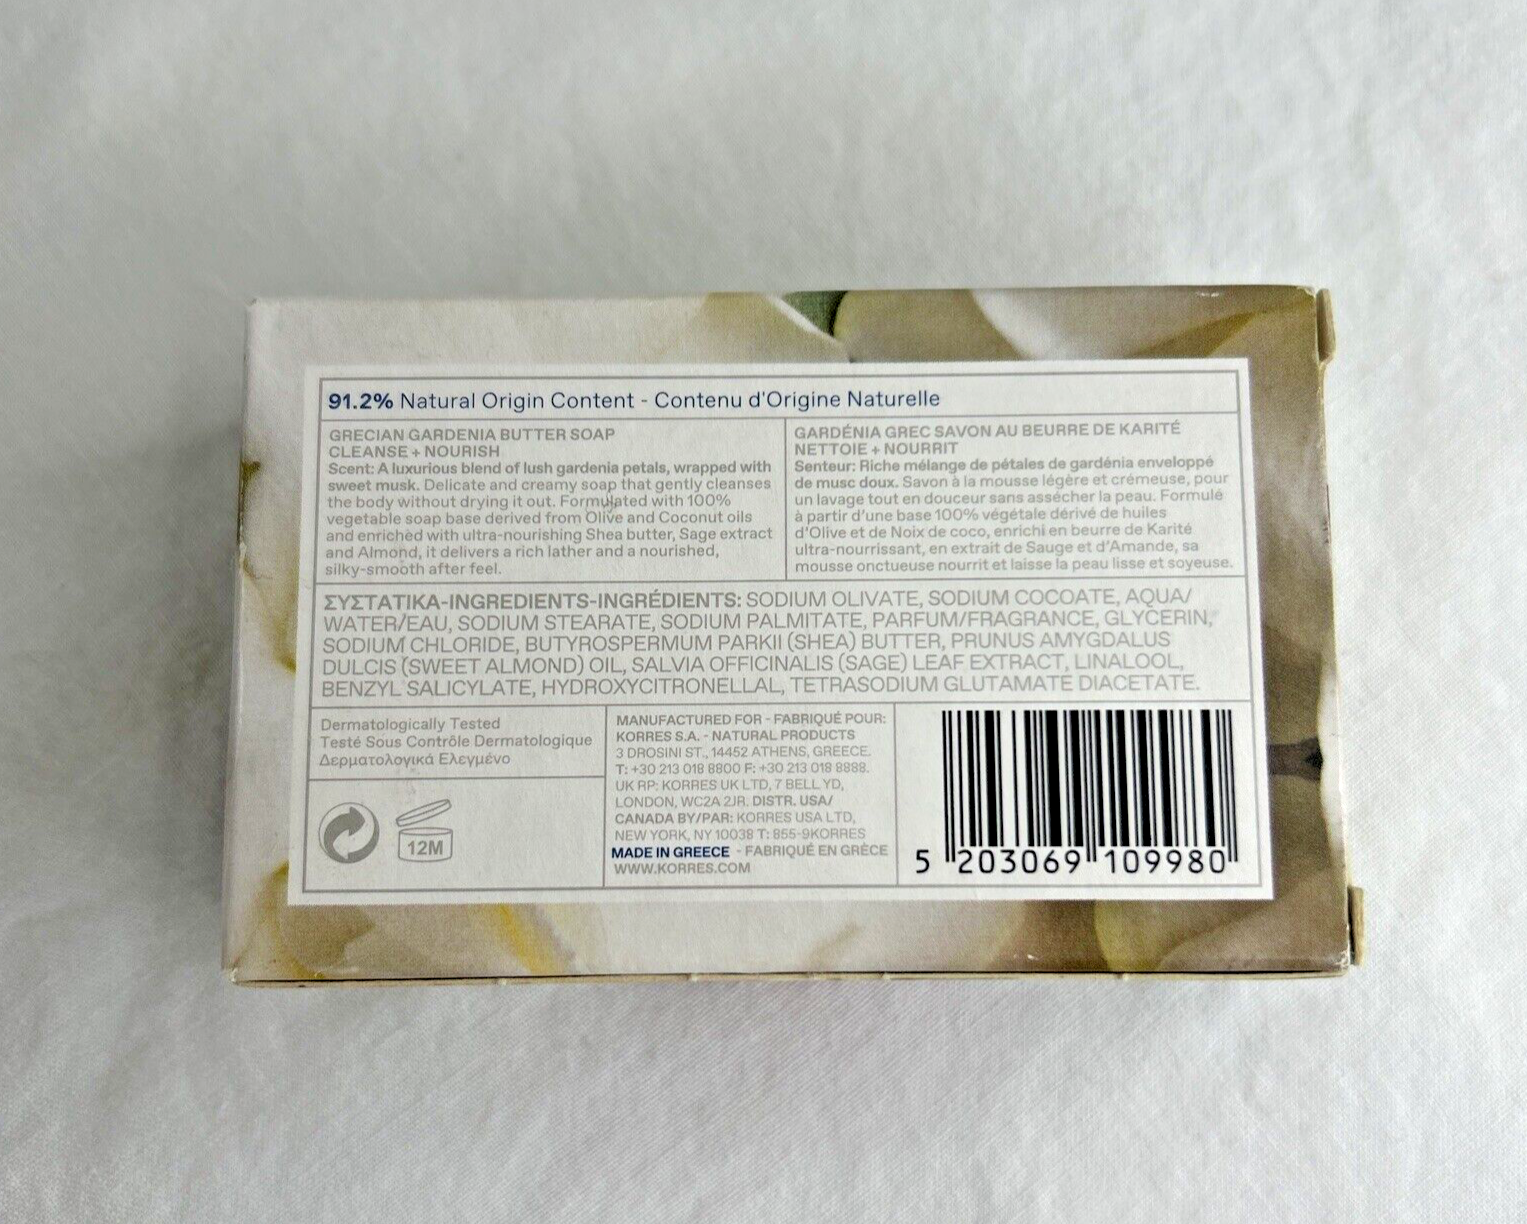 91.2% Natural Origin Content - Contenu d'Origine Naturelle
GRECIAN GARDENIA BUTTER SOAP
CLEANSE + NOURISH
Scent: A luxurious blend of lush gardenia petals, wrapped with
sweet musk. Delicate and creamy soap that gently cleanses
the body without drying it out. Formulated with 100%
vegetable soap base derived from Olive and Coconut oils
and enriched with ultra-nourishing Shea butter, Sage extract
and Almond, it delivers a rich lather and a nourished,
silky-smooth after feel.
GARDÉNIA GREC SAVON AU BEURRE DE KARITÉ
NETTOIE + NOURRIT
Senteur: Riche mélange de pétales de gardénia enveloppé
de musc doux. Savon à la mousse légère et crémeuse, pour
un lavage tout en douceur sans assécher la peau. Formulé
à partir d'une base 100% végétale dérivé de huiles
d'Olive et de Noix de coco, enrichi en beurre de Karité
ultra-nourrissant, en extrait de Sauge et d'Amande, sa
mousse onctueuse nourrit et laisse la peau lisse et soyeuse.
ΣΥΣΤΑΤΙΚΑ-INGREDIENTS-INGRÉDIENTS: SODIUM OLIVATE, SODIUM COCOATE, AQUA/
WATER/EAU, SODIUM STEARATE, SODIUM PALMITATE, PARFUM/FRAGRANCE, GLYCERIN,
SODIUM CHLORIDE, BUTYROSPERMUM PARKII (SHEA) BUTTER, PRUNUS AMYGDALUS
DULCIS (SWEET ALMOND) OIL, SALVIA OFFICINALIS (SAGE) LEAF EXTRACT, LINALOOL,
BENZYL SALICYLATE, HYDROXYCITRONELLAL, TETRASODIUM GLUTAMATE DIACETATE.
Dermatologically Tested
Testé Sous Contrôle Dermatologique
Δερματολογικά Ελεγμένο
12M
MANUFACTURED FOR - FABRIQUÉ POUR:
KORRES S.A. - NATURAL PRODUCTS
3 DROSINI ST., 14452 ATHENS, GREECE.
T: +30 213 018 8800 F: +30 213 018 8888.
UK RP: KORRES UK LTD, 7 BELL YD,
LONDON, WC2A 2JR. DISTR. USA/
CANADA BY/PAR: KORRES USA LTD,
NEW YORK, NY 10038 T: 855-9KORRES
MADE IN GREECE - FABRIQUÉ EN GRÈCE
WWW.KORRES.COM
5 203069 109980